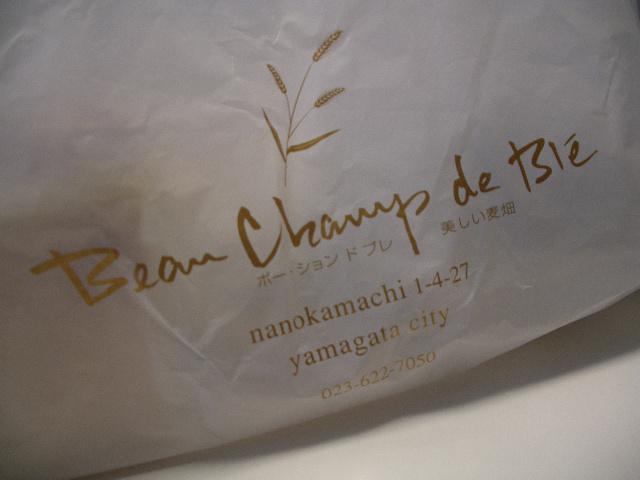 Beau Champ de Blé
ボー・ション ド ブレ 美しい麦畑
nanokamachi 1-4-27
yamagata city
023-622-7050